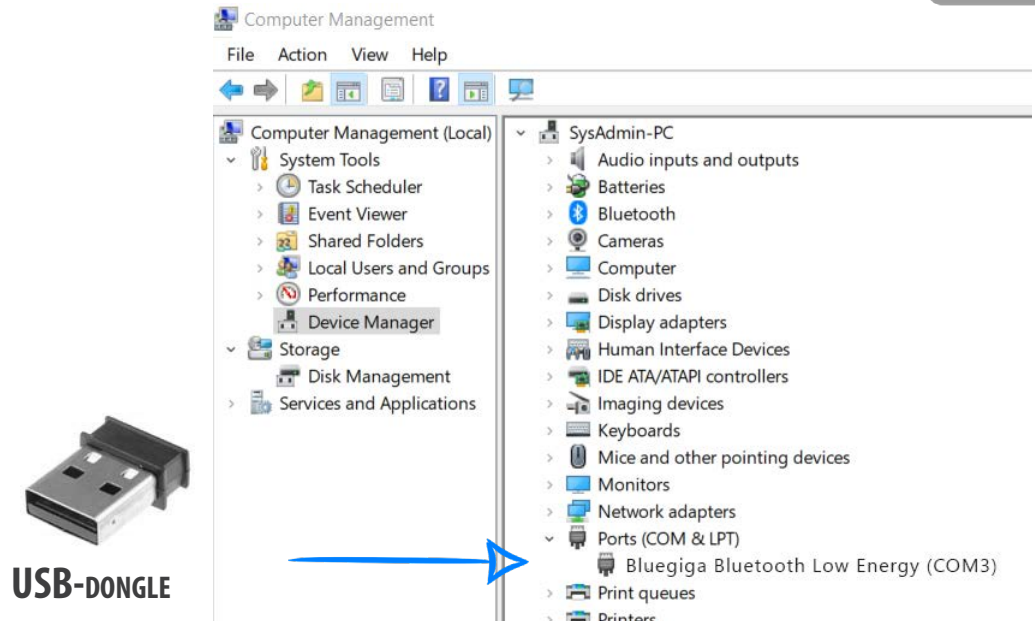 Computer Management
File Action View Help
Computer Management (Local)
System Tools
Task Scheduler
Event Viewer
Shared Folders
Local Users and Groups
Performance
Device Manager
Storage
Disk Management
Services and Applications
SysAdmin-PC
Audio inputs and outputs
Batteries
Bluetooth
Cameras
Computer
Disk drives
Display adapters
Human Interface Devices
IDE ATA/ATAPI controllers
Imaging devices
Keyboards
Mice and other pointing devices
Monitors
Network adapters
Ports (COM & LPT)
Bluegiga Bluetooth Low Energy (COM3)
Print queues
Printers
USB-DONGLE